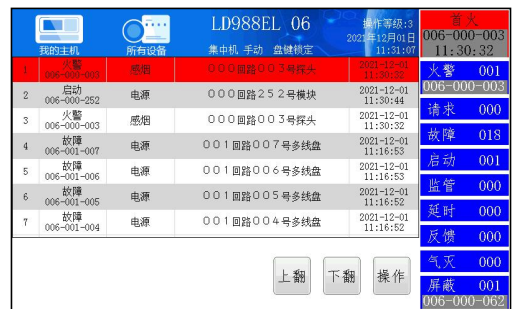 LD988EL 06
操作等级:3
2021年12月01日
我的主机 所有设备 集中机 手动 盘键锁定 11:31:07
首火
006-000-003
11:30:32
1 火警 006-000-003 感烟 000回路003号探头 2021-12-01 11:30:32
2 启动 006-000-252 电源 000回路252号模块 2021-12-01 11:30:44
3 火警 006-000-003 感烟 000回路003号探头 2021-12-01 11:30:32
4 故障 006-001-007 电源 001回路007号多线盘 2021-12-01 11:16:53
5 故障 006-001-006 电源 001回路006号多线盘 2021-12-01 11:16:53
6 故障 006-001-005 电源 001回路005号多线盘 2021-12-01 11:16:52
7 故障 006-001-004 电源 001回路004号多线盘 2021-12-01 11:16:52
火警 001
006-000-003
请求 000
故障 018
启动 001
监管 000
延时 000
反馈 000
气灭 000
屏蔽 001
006-000-062
上翻 下翻 操作